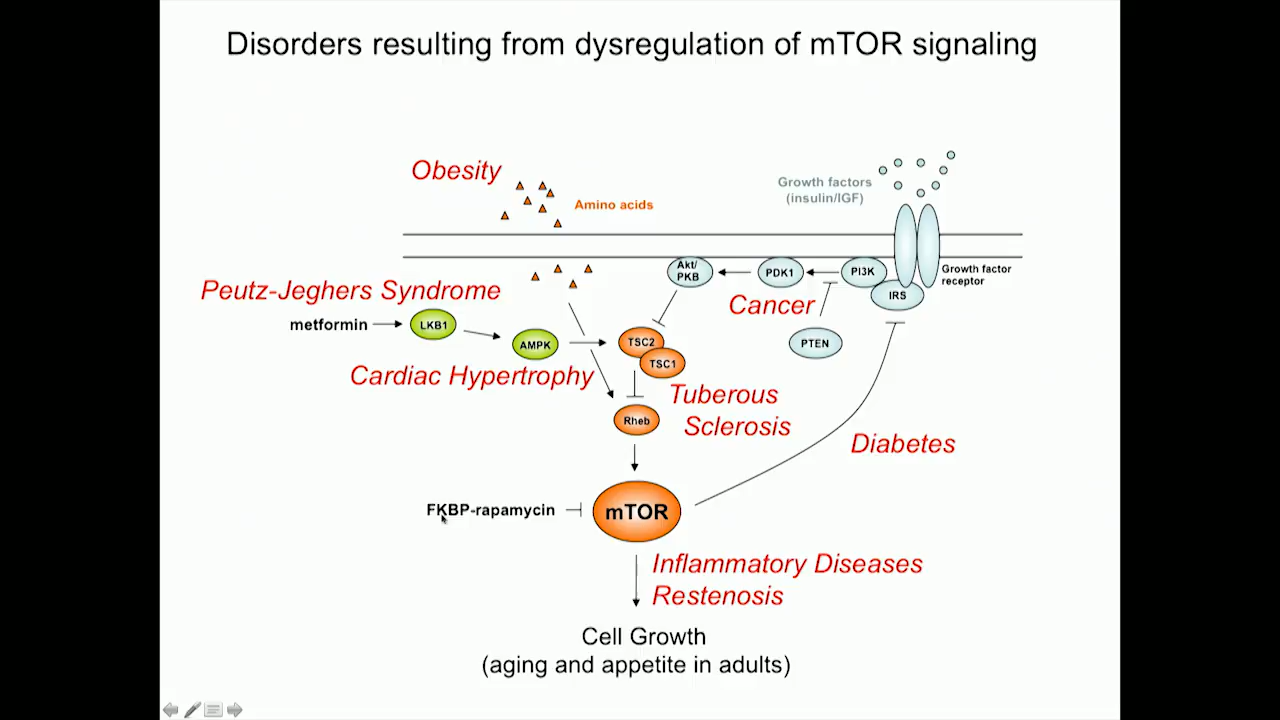 Disorders resulting from dysregulation of mTOR signaling
Obesity
Amino acids
Growth factors
(insulin/IGF)
Akt/
PKB
PDK1
PI3K
Growth factor
receptor
IRS
Peutz-Jeghers Syndrome
Cancer
metformin
LKB1
AMPK
TSC2
TSC1
PTEN
Cardiac Hypertrophy
Tuberous
Sclerosis
Rheb
Diabetes
FKBP-rapamycin
mTOR
Inflammatory Diseases
Restenosis
Cell Growth
(aging and appetite in adults)